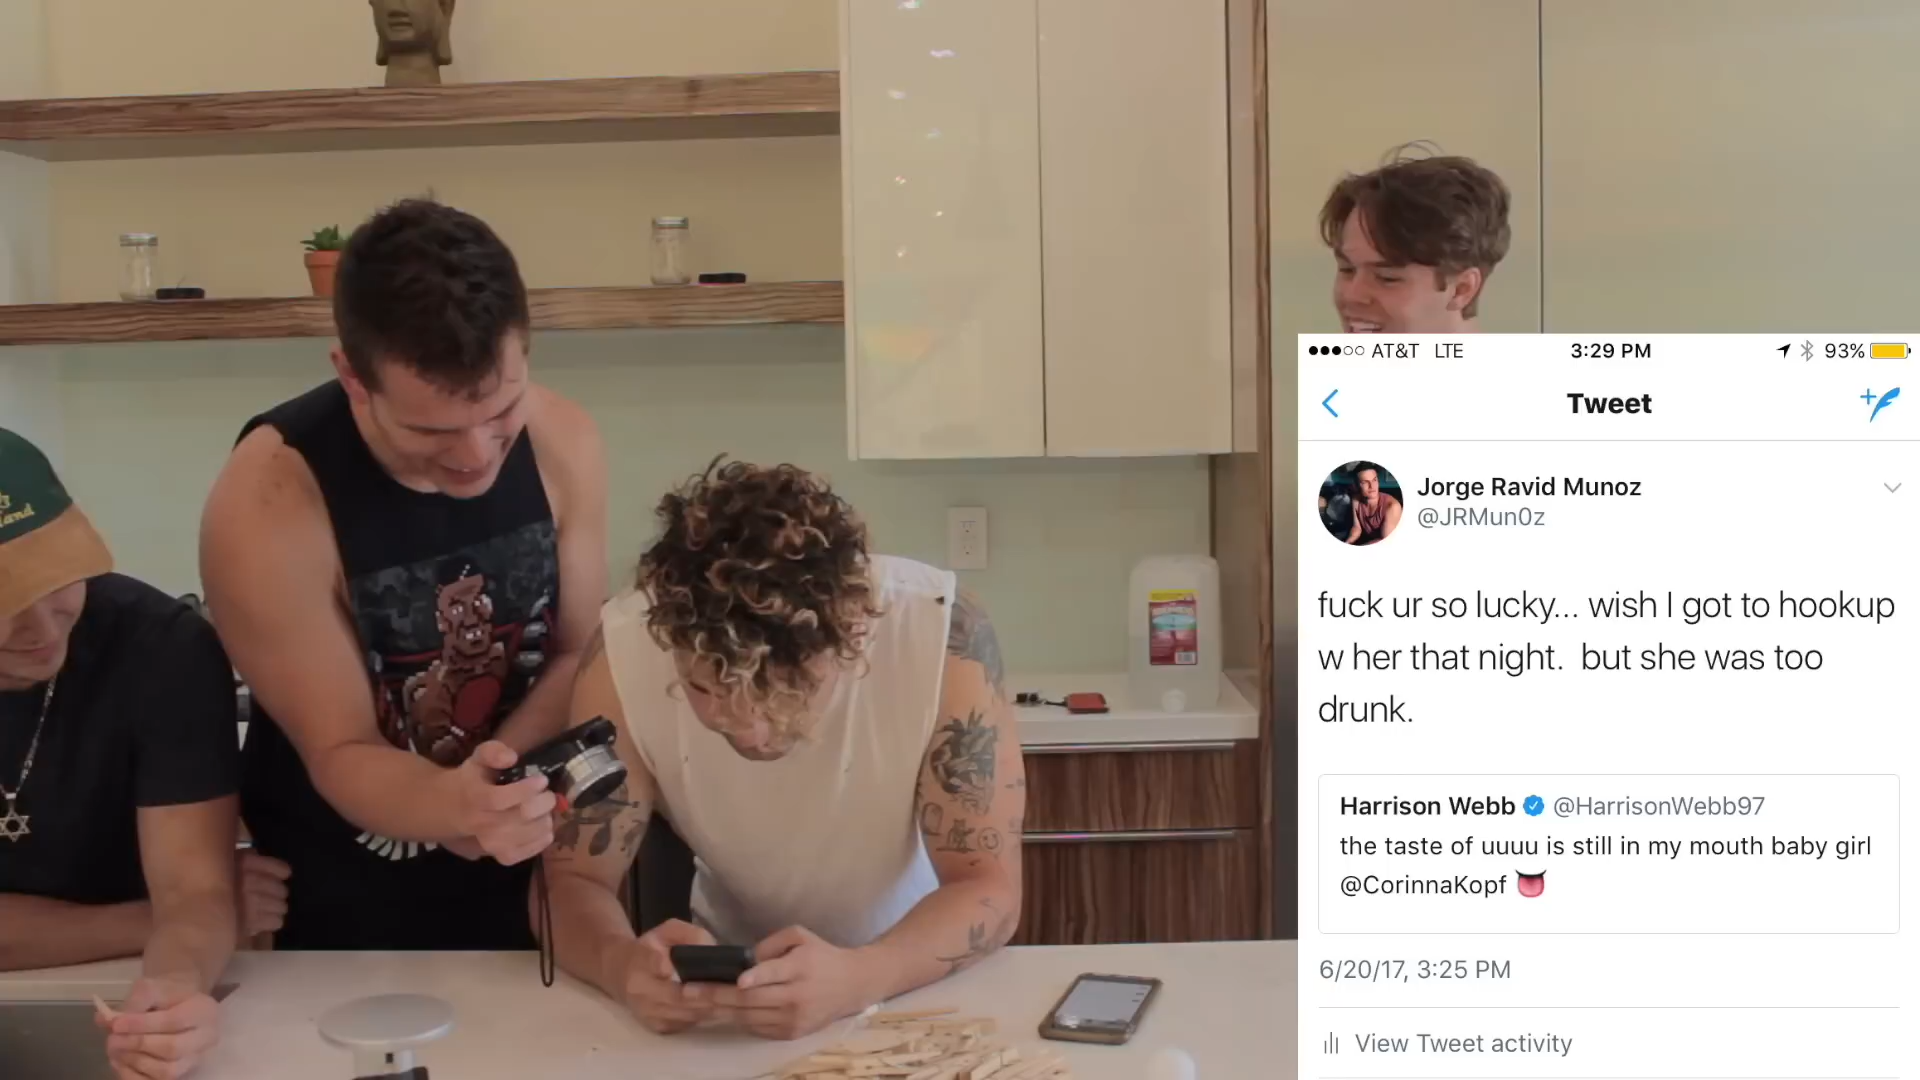 AT&T LTE 3:29 PM 93%
Tweet
Jorge Ravid Munoz
@JRMun0z
fuck ur so lucky... wish I got to hookup
w her that night. but she was too
drunk.
Harrison Webb @HarrisonWebb97
the taste of uuuu is still in my mouth baby girl
@CorinnaKopf 👅
6/20/17, 3:25 PM
View Tweet activity